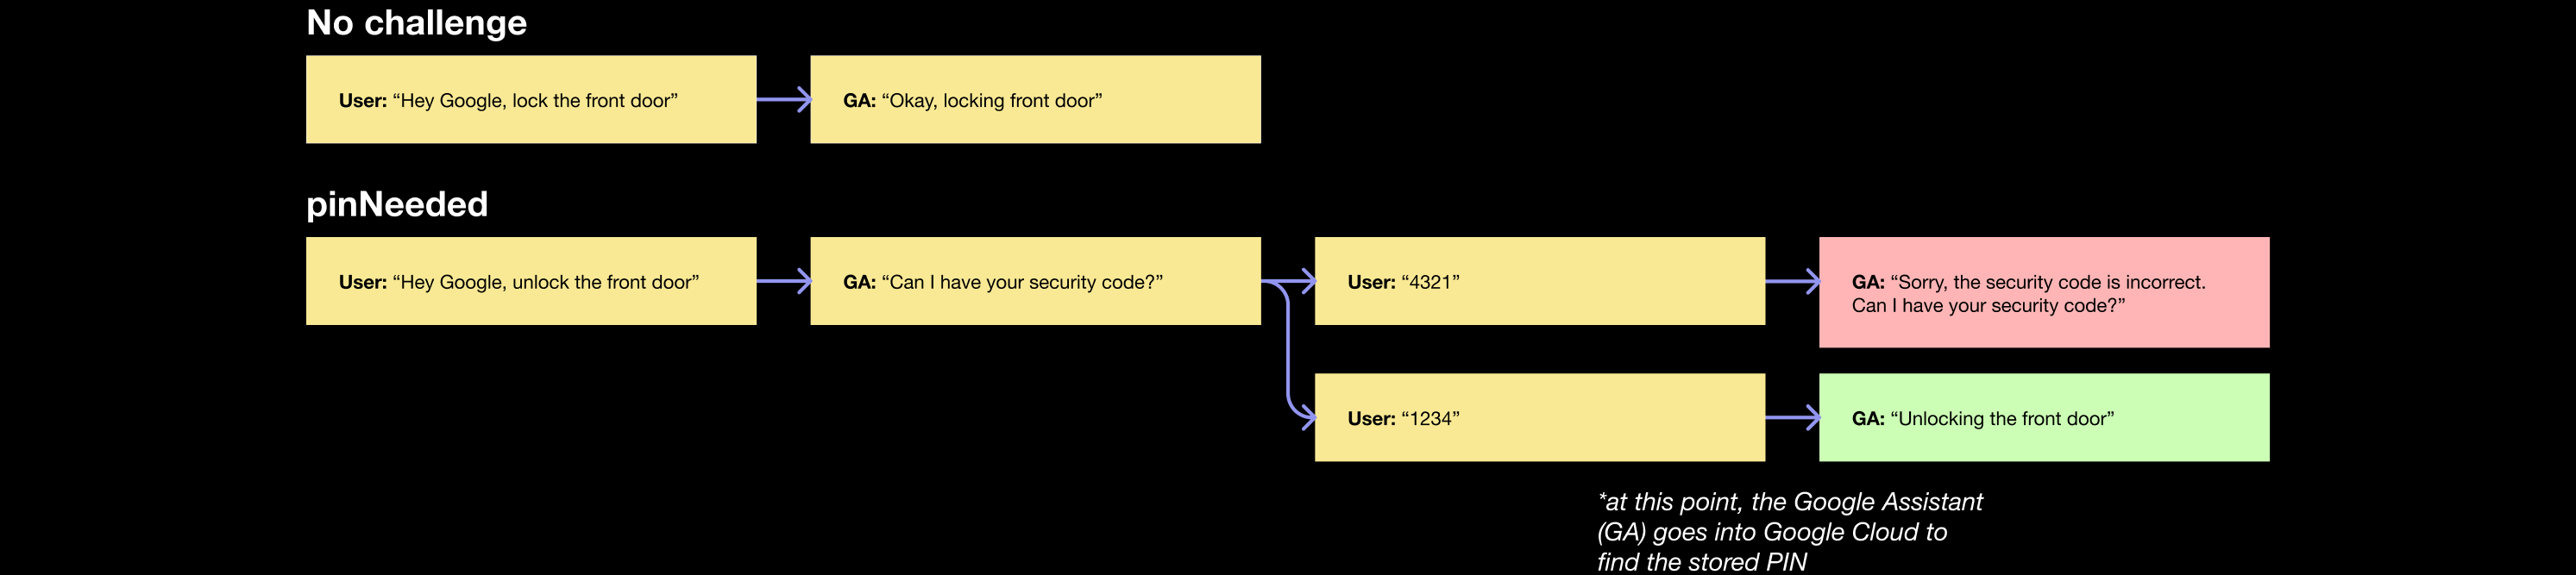 No challenge
User: “Hey Google, lock the front door”
GA: “Okay, locking front door”
pinNeeded
User: “Hey Google, unlock the front door”
GA: “Can I have your security code?”
User: “4321”
GA: “Sorry, the security code is incorrect.
Can I have your security code?”
User: “1234”
GA: “Unlocking the front door”
*at this point, the Google Assistant
(GA) goes into Google Cloud to
find the stored PIN